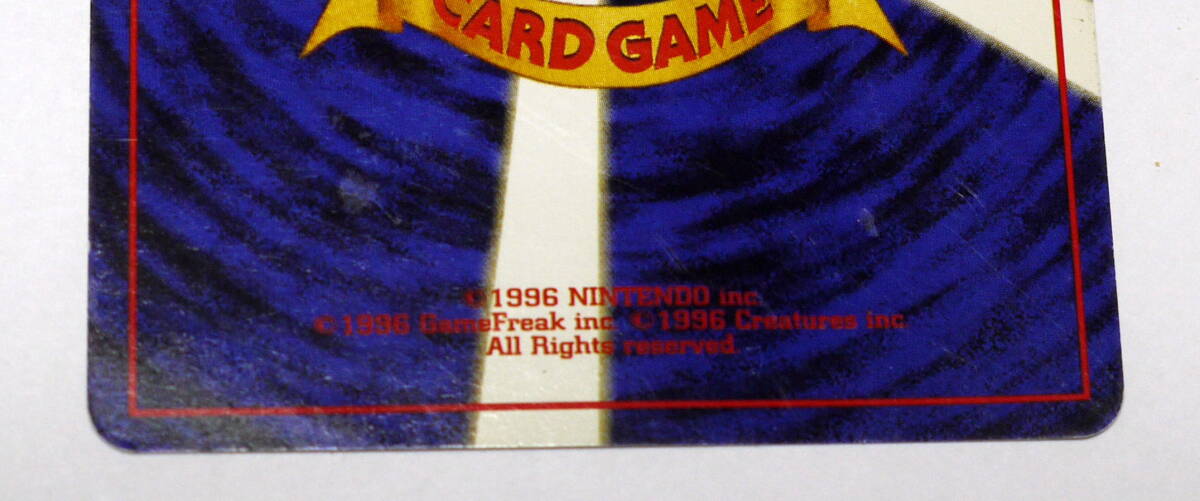 CARD GAME
©1996 NINTENDO inc.
©1996 GameFreak inc. ©1996 Creatures inc.
All Rights reserved.